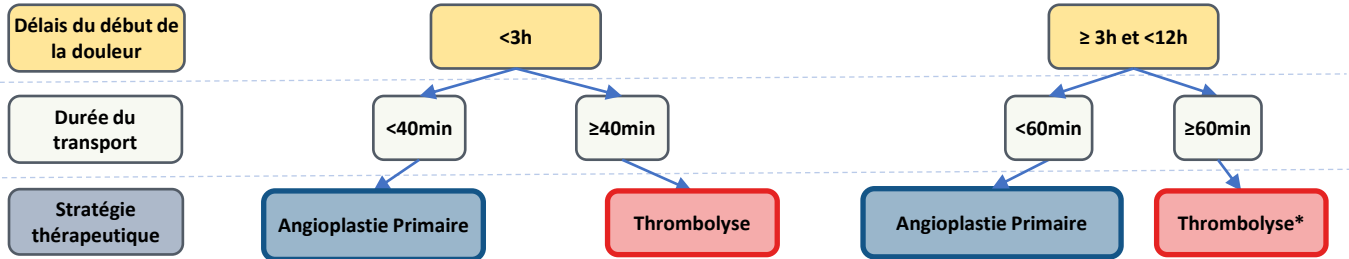 Délais du début de
la douleur
<3h
≥ 3h et <12h
Durée du
transport
<40min
≥40min
<60min
≥60min
Stratégie
thérapeutique
Angioplastie Primaire
Thrombolyse
Angioplastie Primaire
Thrombolyse*